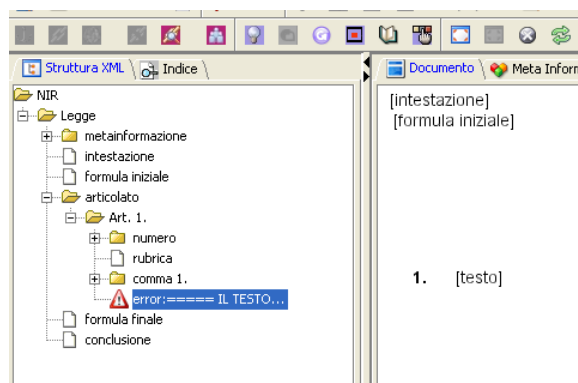 Struttura XML
Indice
NIR
Legge
metainformazione
intestazione
formula iniziale
articolato
Art. 1.
numero
rubrica
comma 1.
error:===== IL TESTO...
formula finale
conclusione
Documento
Meta Inform
[intestazione]
[formula iniziale]
1. [testo]